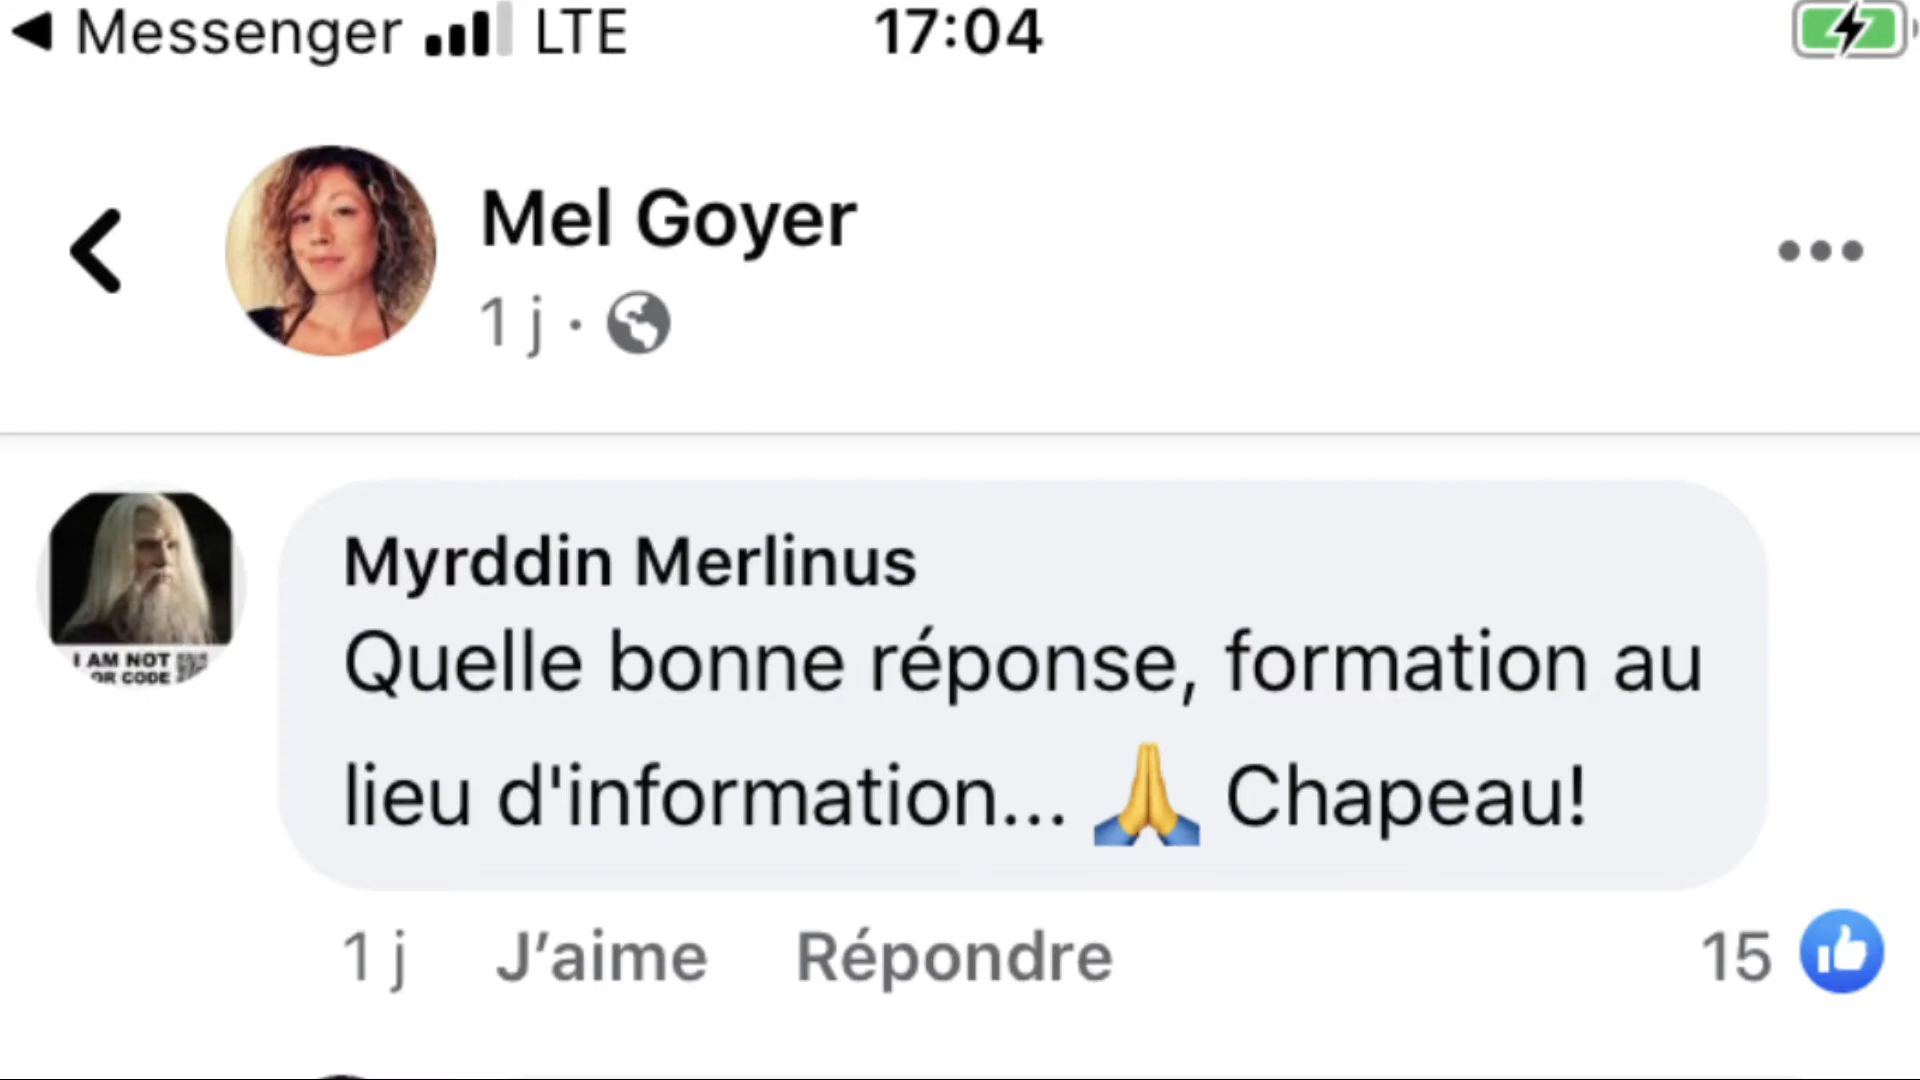 Messenger LTE 17:04
Mel Goyer
1 j ·
I AM NOT
QR CODE
Myrddin Merlinus
Quelle bonne réponse, formation au
lieu d'information... 🙏 Chapeau!
1 j J’aime Répondre 15